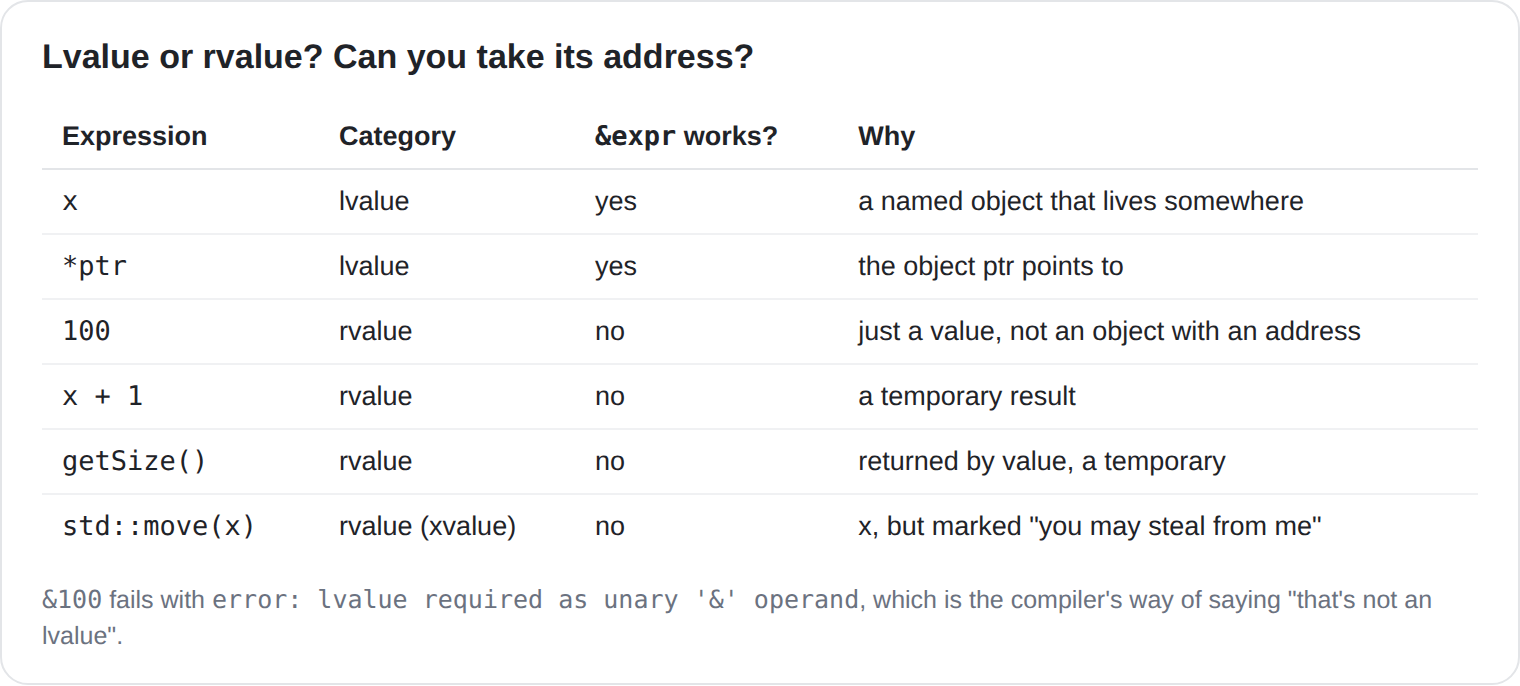 Lvalue or rvalue? Can you take its address?
Expression Category &expr works? Why
x lvalue yes a named object that lives somewhere
*ptr lvalue yes the object ptr points to
100 rvalue no just a value, not an object with an address
x + 1 rvalue no a temporary result
getSize() rvalue no returned by value, a temporary
std::move(x) rvalue (xvalue) no x, but marked "you may steal from me"
&100 fails with error: lvalue required as unary '&' operand, which is the compiler's way of saying "that's not an
lvalue".